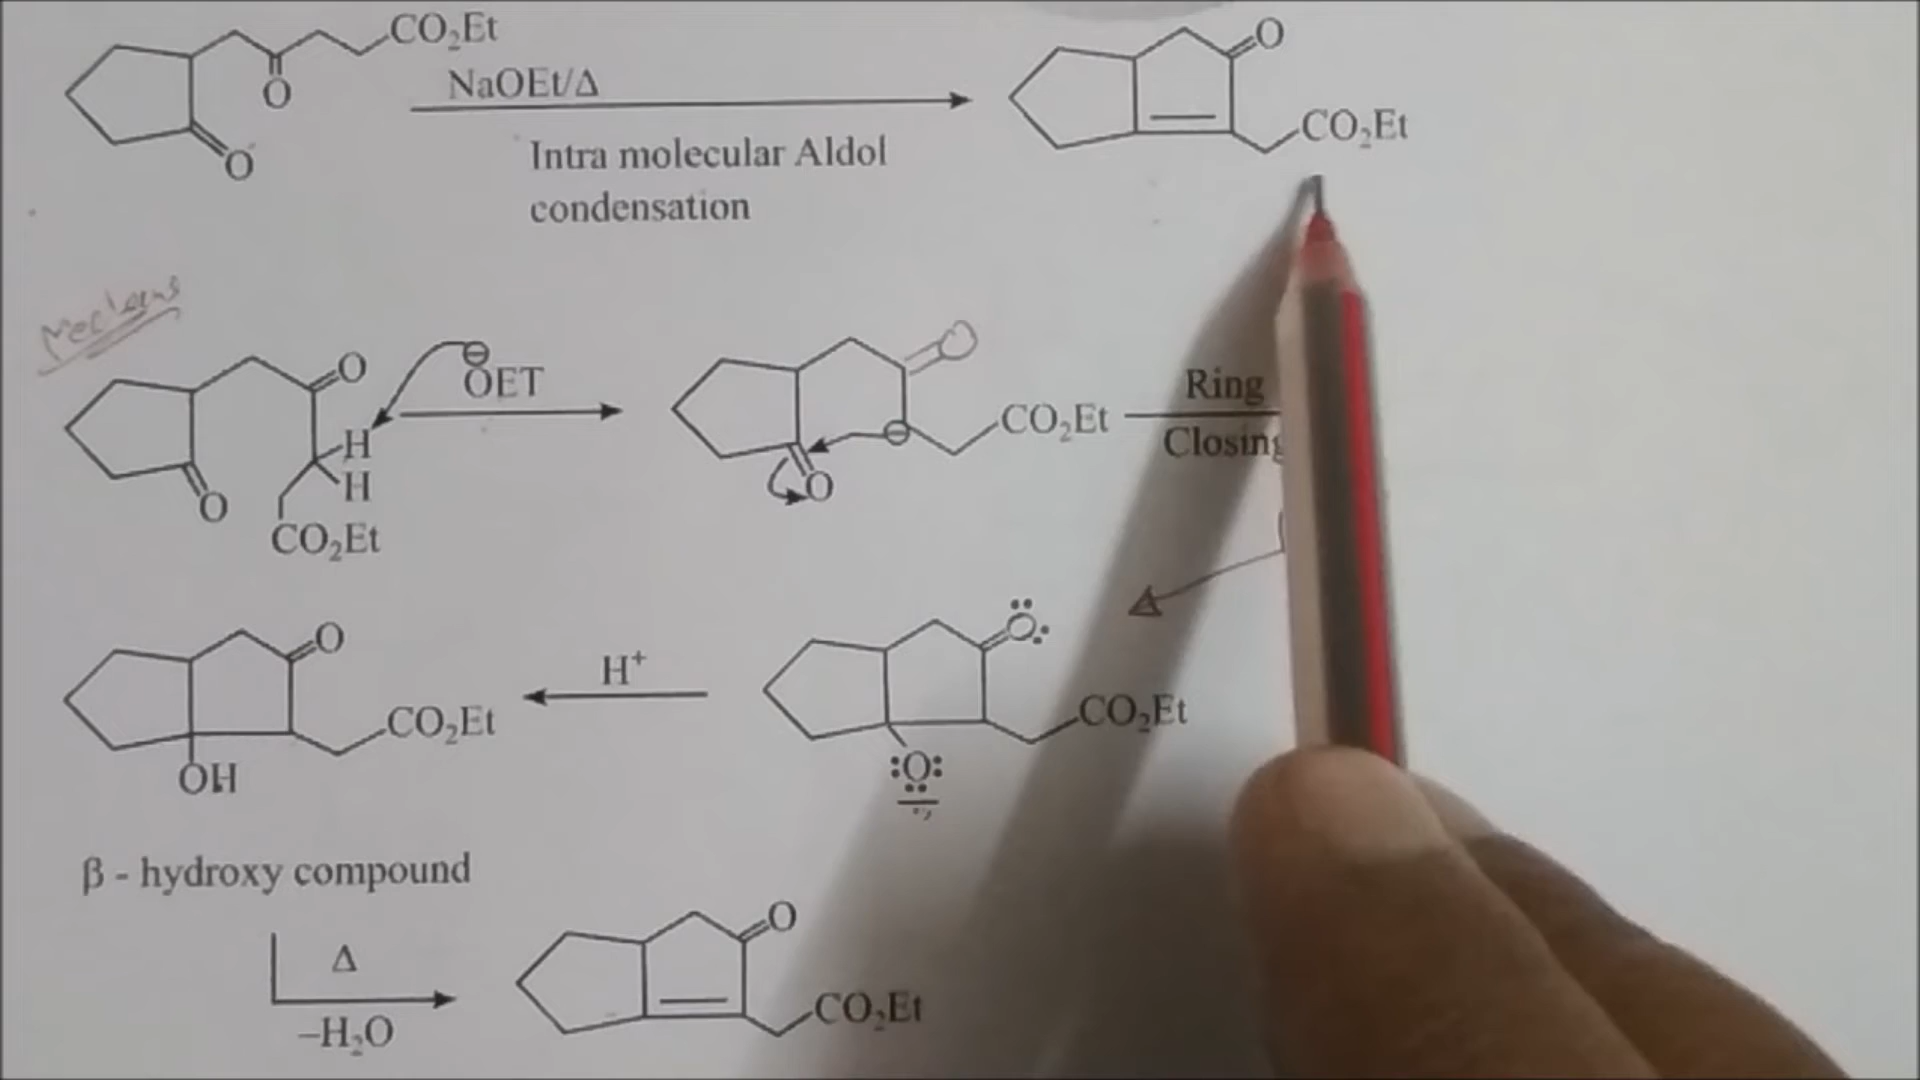 CO₂Et
O
NaOEt/Δ
O
Intra molecular Aldol
condensation
O
CO₂Et
O
⊖
OET
H
H
O
CO₂Et
O
⊖
O
CO₂Et
Ring
Closing
O
OH
CO₂Et
H⁺
O
CO₂Et
O
β - hydroxy compound
Δ
–H₂O
O
CO₂Et